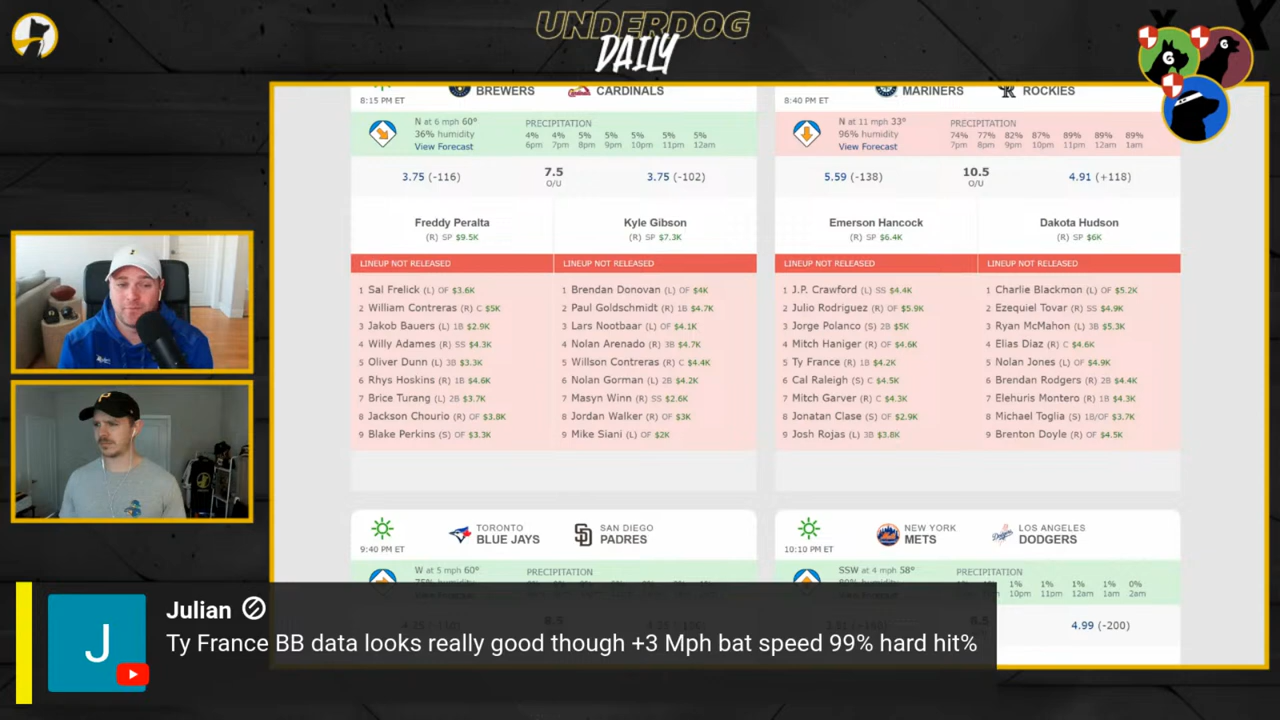 UNDERDOG
DAILY
BREWERS
CARDINALS
8:15 PM ET
N at 6 mph 60°
36% humidity
View Forecast
PRECIPITATION
4% 4% 5% 5% 5% 5% 5%
6pm 7pm 8pm 9pm 10pm 11pm 12am
3.75 (-116)
7.5
O/U
3.75 (-102)
Freddy Peralta
(R) SP $9.5K
Kyle Gibson
(R) SP $7.3K
LINEUP NOT RELEASED
LINEUP NOT RELEASED
1 Sal Frelick (L) OF $3.6K
2 William Contreras (R) C $5K
3 Jakob Bauers (L) 1B $2.9K
4 Willy Adames (R) SS $4.3K
5 Oliver Dunn (L) 3B $3.3K
6 Rhys Hoskins (R) 1B $4.6K
7 Brice Turang (L) 2B $3.7K
8 Jackson Chourio (R) OF $3.8K
9 Blake Perkins (S) OF $3.3K
1 Brendan Donovan (L) OF $4K
2 Paul Goldschmidt (R) 1B $4.7K
3 Lars Nootbaar (L) OF $4.1K
4 Nolan Arenado (R) 3B $4.7K
5 Willson Contreras (R) C $4.4K
6 Nolan Gorman (L) 2B $4.2K
7 Masyn Winn (R) SS $2.6K
8 Jordan Walker (R) OF $3K
9 Mike Siani (L) OF $2K
MARINERS
ROCKIES
8:40 PM ET
N at 11 mph 33°
96% humidity
View Forecast
PRECIPITATION
74% 77% 82% 87% 89% 89% 89%
7pm 8pm 9pm 10pm 11pm 12am 1am
5.59 (-138)
10.5
O/U
4.91 (+118)
Emerson Hancock
(R) SP $6.4K
Dakota Hudson
(R) SP $6K
LINEUP NOT RELEASED
LINEUP NOT RELEASED
1 J.P. Crawford (L) SS $4.4K
2 Julio Rodriguez (R) OF $5.9K
3 Jorge Polanco (S) 2B $5K
4 Mitch Haniger (R) OF $4.6K
5 Ty France (R) 1B $4.2K
6 Cal Raleigh (S) C $4.5K
7 Mitch Garver (R) C $4.3K
8 Jonatan Clase (S) OF $2.9K
9 Josh Rojas (L) 3B $3.8K
1 Charlie Blackmon (L) OF $5.2K
2 Ezequiel Tovar (R) SS $4.9K
3 Ryan McMahon (L) 3B $5.3K
4 Elias Diaz (R) C $4.6K
5 Nolan Jones (L) OF $4.9K
6 Brendan Rodgers (R) 2B $4.4K
7 Elehuris Montero (R) 1B $4.3K
8 Michael Toglia (S) 1B/OF $3.7K
9 Brenton Doyle (R) OF $4.5K
9:40 PM ET
TORONTO
BLUE JAYS
SAN DIEGO
PADRES
W at 5 mph 60°
PRECIPITATION
10:10 PM ET
NEW YORK
METS
LOS ANGELES
DODGERS
SSW at 4 mph 58°
PRECIPITATION
1% 1% 1% 1% 0%
10pm 11pm 12am 1am 2am
4.99 (-200)
J
Julian
Ty France BB data looks really good though +3 Mph bat speed 99% hard hit%